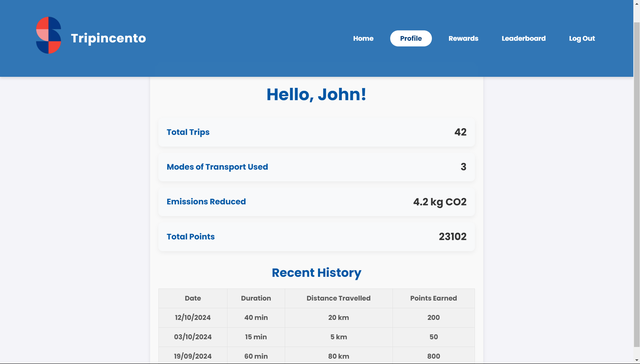 Tripincento
Home Profile Rewards Leaderboard Log Out
Hello, John!
Total Trips 42
Modes of Transport Used 3
Emissions Reduced 4.2 kg CO2
Total Points 23102
Recent History
Date Duration Distance Travelled Points Earned
12/10/2024 40 min 20 km 200
03/10/2024 15 min 5 km 50
19/09/2024 60 min 80 km 800